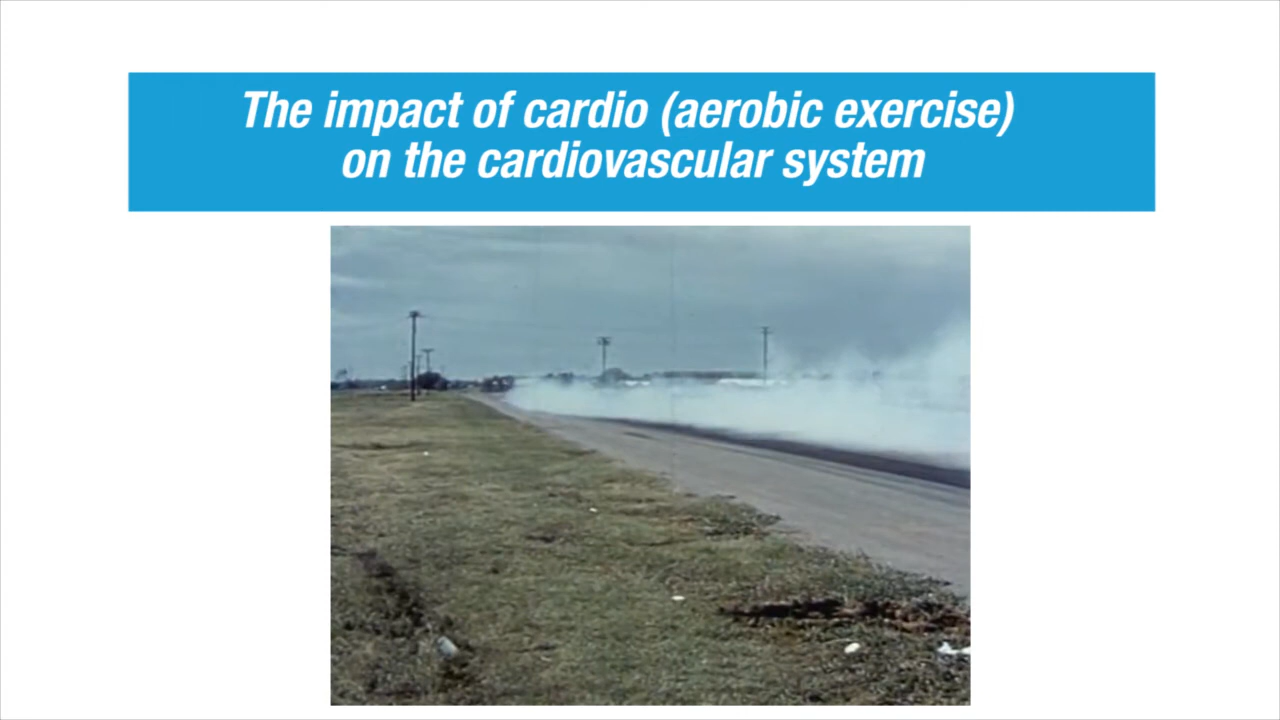 The impact of cardio (aerobic exercise)
on the cardiovascular system